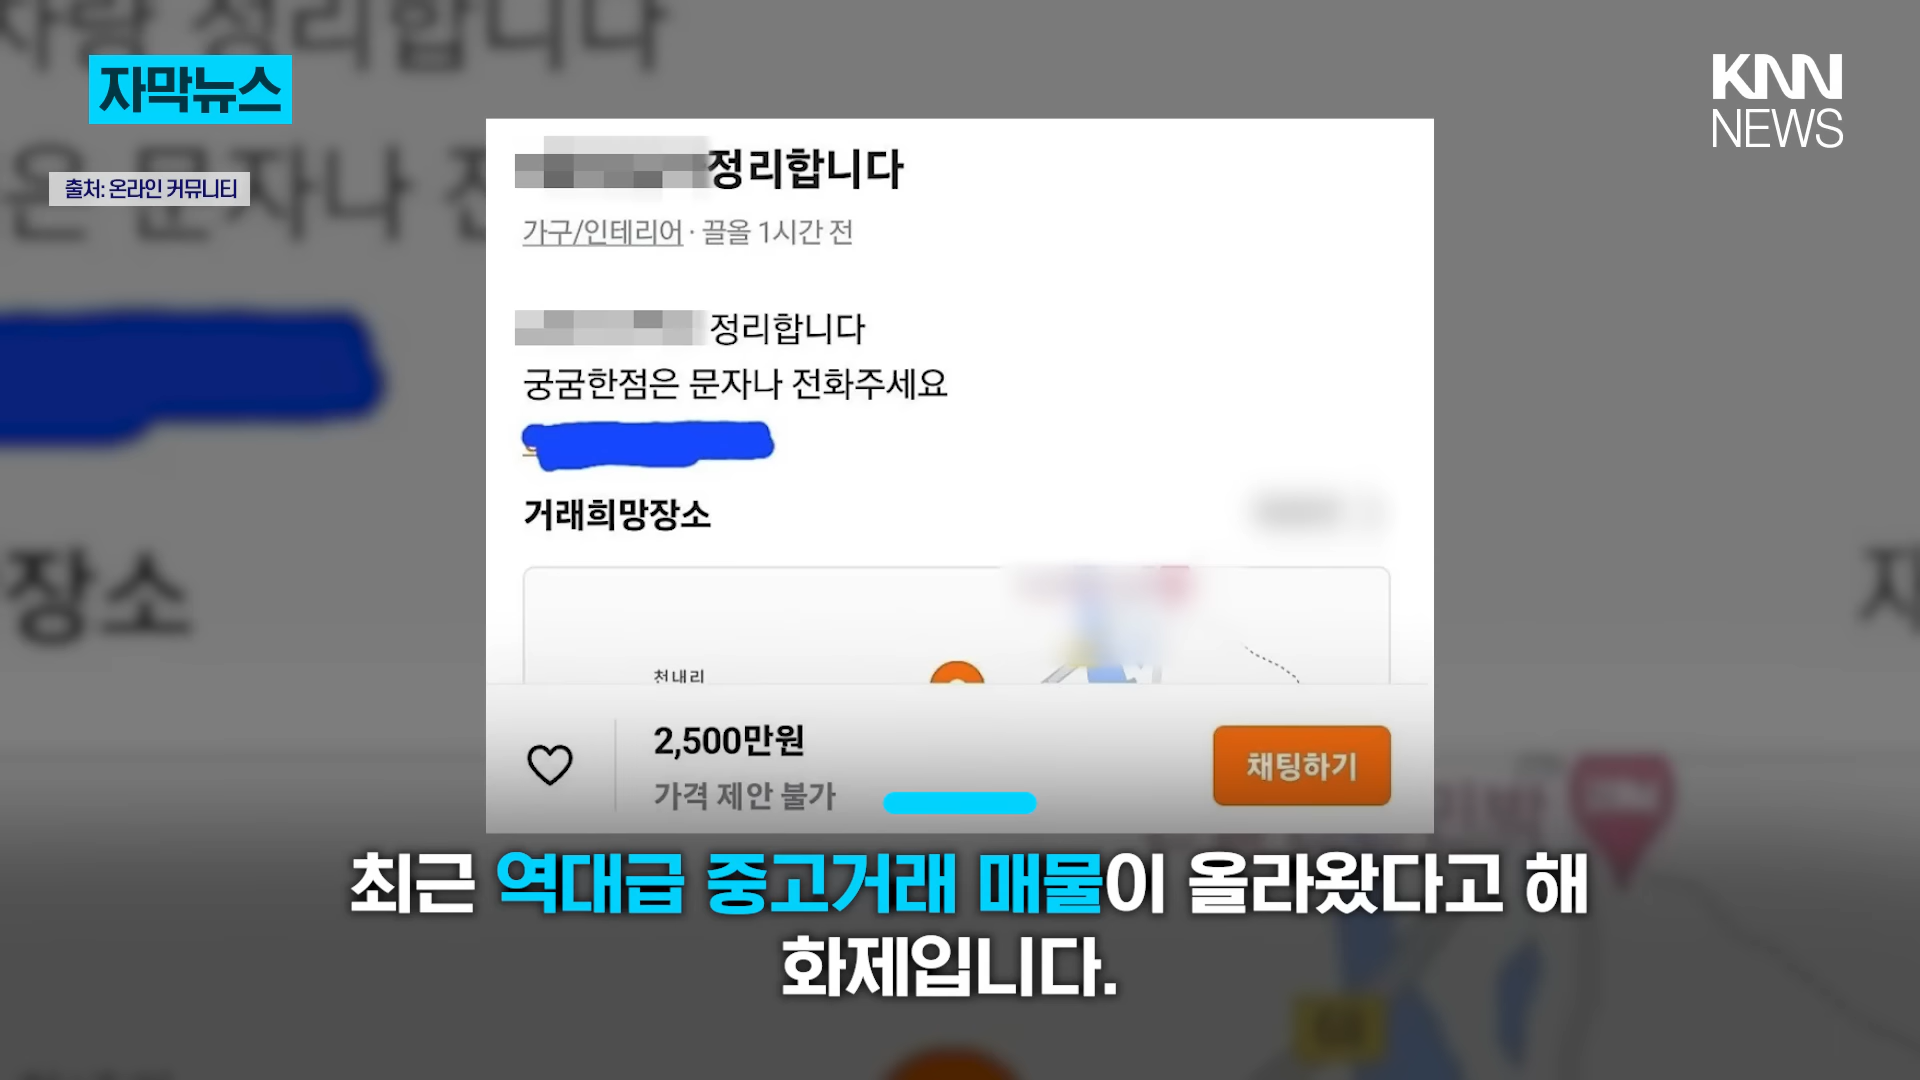 자막뉴스
출처: 온라인 커뮤니티
KNN
NEWS
정리합니다
가구/인테리어 · 끌올 1시간 전
정리합니다
궁굼한점은 문자나 전화주세요
거래희망장소
천내리
2,500만원
가격 제안 불가
채팅하기
최근 역대급 중고거래 매물이 올라왔다고 해
화제입니다.